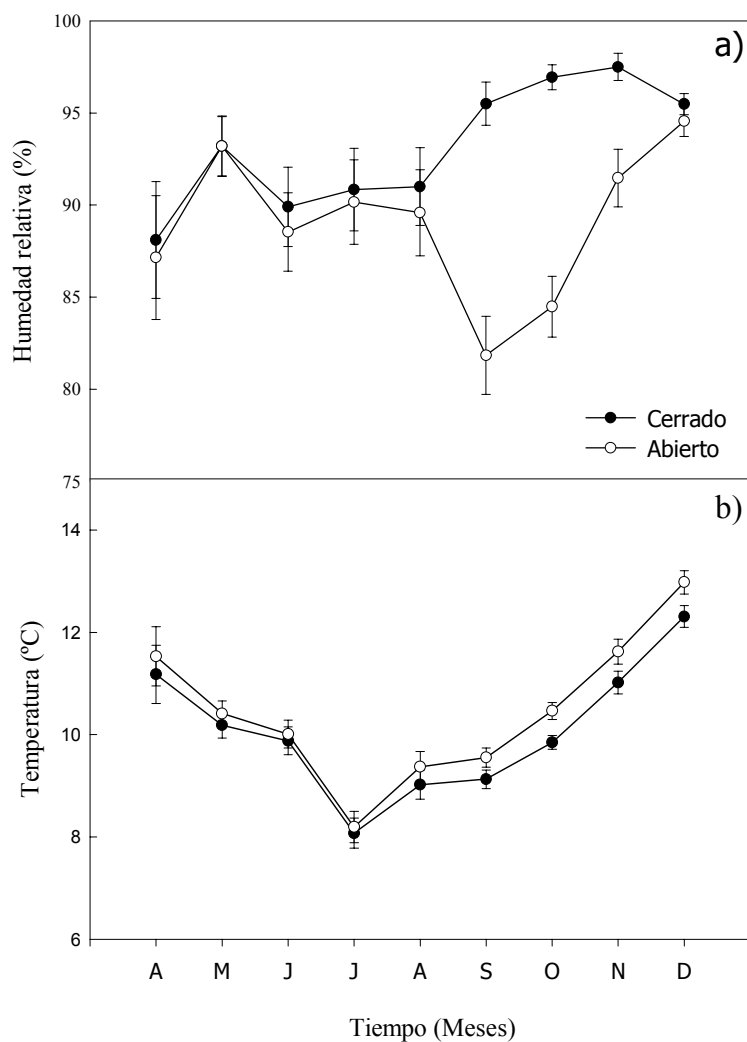 a)
100
95
90
85
80
75
Humedad relativa (%)
Cerrado
Abierto
b)
14
12
10
8
6
Temperatura (ºC)
A M J J A S O N D
Tiempo (Meses)